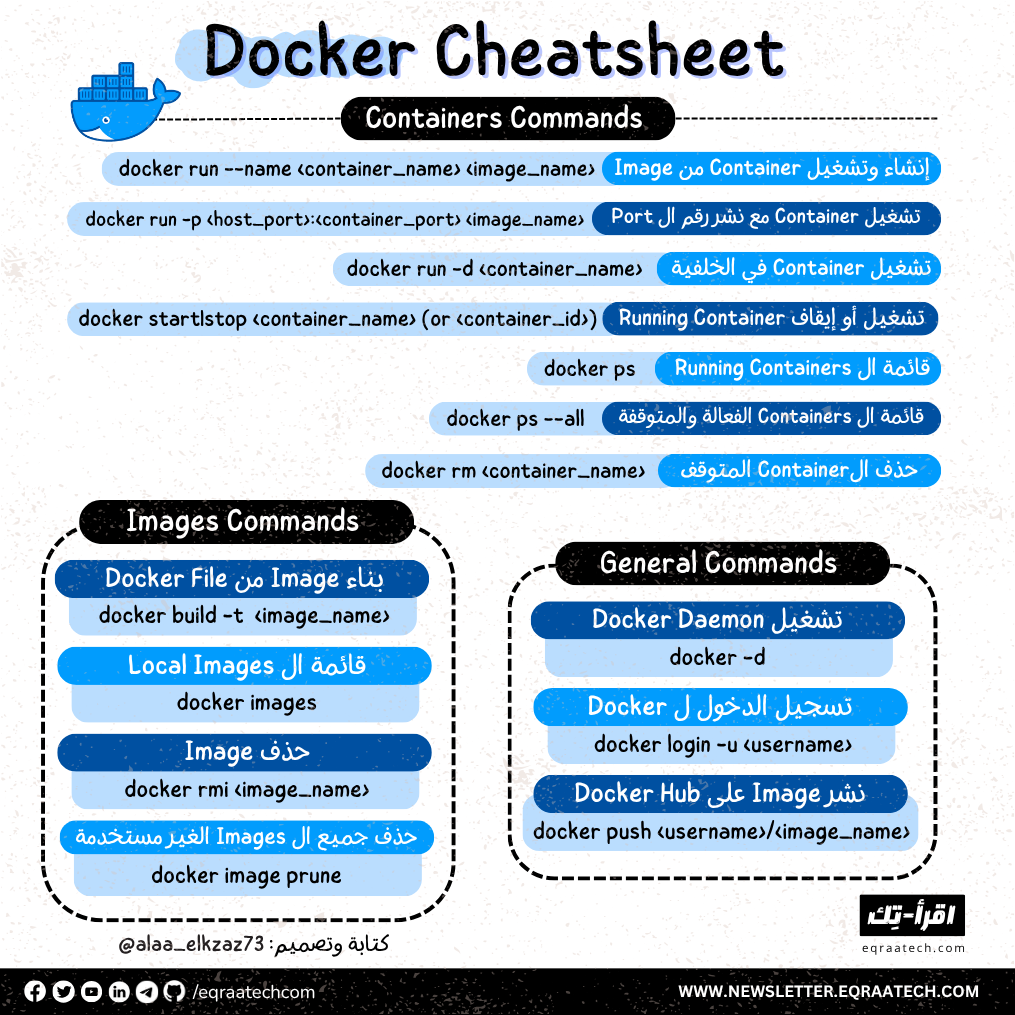 Docker Cheatsheet
Containers Commands
إنشاء وتشغيل Container من Image
docker run --name <container_name> <image_name>
تشغيل Container مع نشر رقم ال Port
docker run -p <host_port>:<container_port> <image_name>
تشغيل Container في الخلفية
docker run -d <container_name>
تشغيل أو إيقاف Running Container
docker start|stop <container_name> (or <container_id>)
قائمة ال Running Containers
docker ps
قائمة ال Containers الفعالة والمتوقفة
docker ps --all
حذف الContainer المتوقف
docker rm <container_name>
Images Commands
بناء Image من Docker File
docker build -t <image_name>
قائمة ال Local Images
docker images
حذف Image
docker rmi <image_name>
حذف جميع ال Images الغير مستخدمة
docker image prune
General Commands
تشغيل Docker Daemon
docker -d
تسجيل الدخول ل Docker
docker login -u <username>
نشر Image على Docker Hub
docker push <username>/<image_name>
اقرأ-تِك
eqraatech.com
كتابة وتصميم: @alaa_elkzaz73
/eqraatechcom
WWW.NEWSLETTER.EQRAATECH.COM